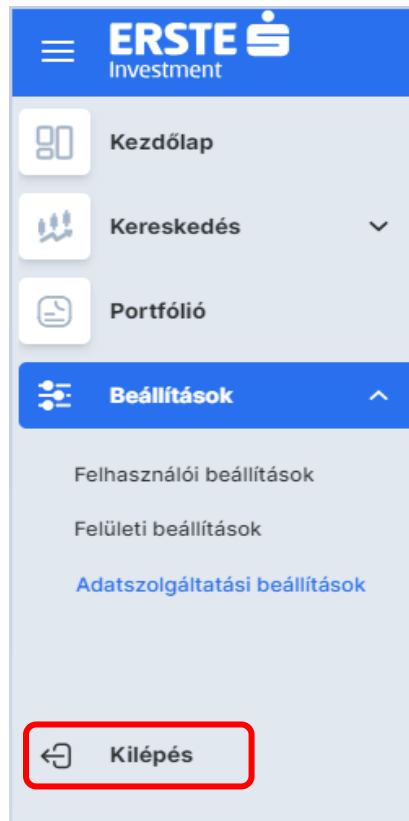 ERSTE
Investment
Kezdőlap
Kereskedés
Portfólió
Beállítások
Felhasználói beállítások
Felületi beállítások
Adatszolgáltatási beállítások
Kilépés